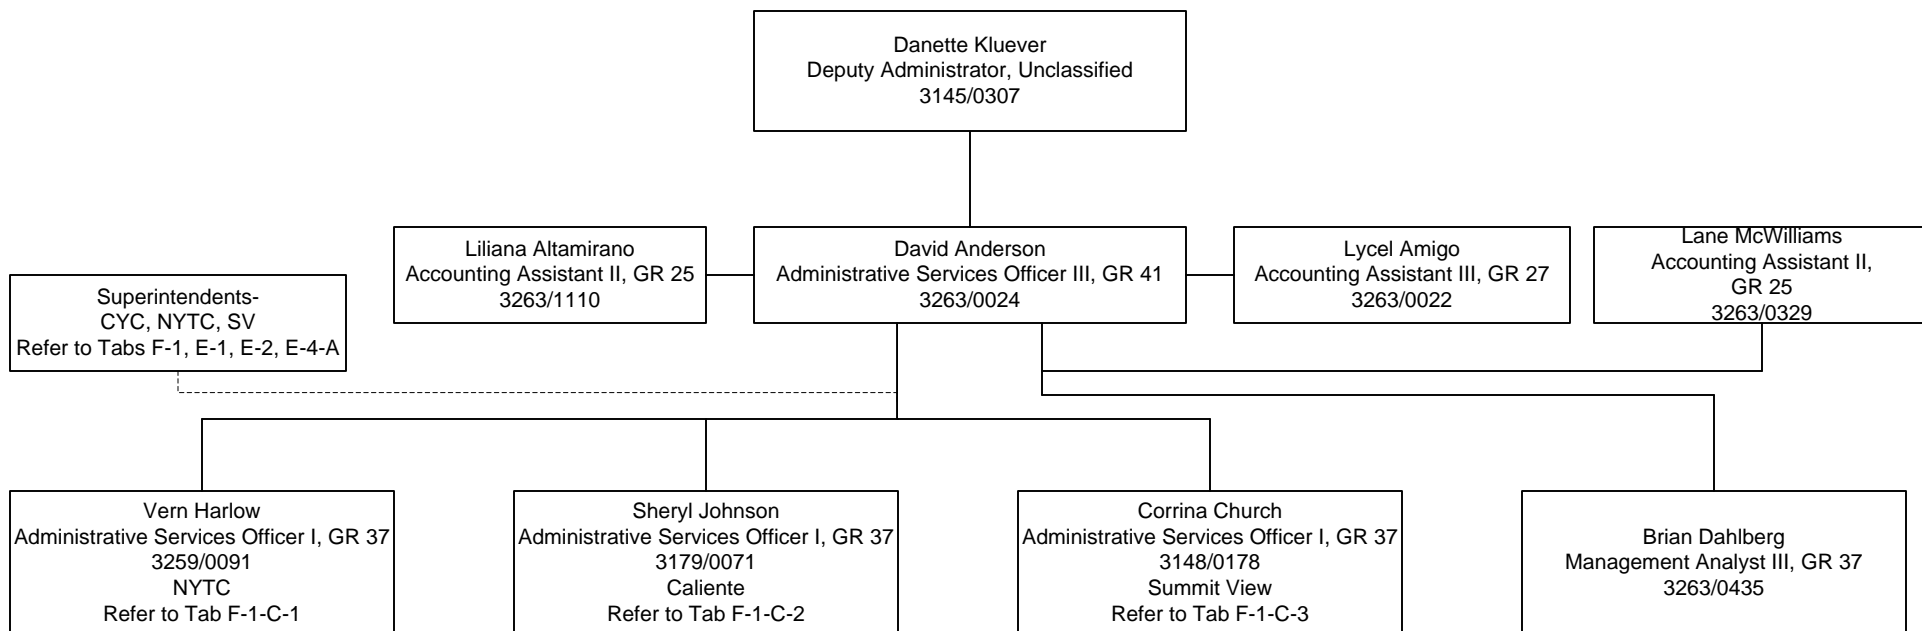 Danette Kluever
Deputy Administrator, Unclassified
3145/0307
Liliana Altamirano
Accounting Assistant II, GR 25
3263/1110
David Anderson
Administrative Services Officer III, GR 41
3263/0024
Lycel Amigo
Accounting Assistant III, GR 27
3263/0022
Lane McWilliams
Accounting Assistant II,
GR 25
3263/0329
Superintendents-
CYC, NYTC, SV
Refer to Tabs F-1, E-1, E-2, E-4-A
Vern Harlow
Administrative Services Officer I, GR 37
3259/0091
NYTC
Refer to Tab F-1-C-1
Sheryl Johnson
Administrative Services Officer I, GR 37
3179/0071
Caliente
Refer to Tab F-1-C-2
Corrina Church
Administrative Services Officer I, GR 37
3148/0178
Summit View
Refer to Tab F-1-C-3
Brian Dahlberg
Management Analyst III, GR 37
3263/0435